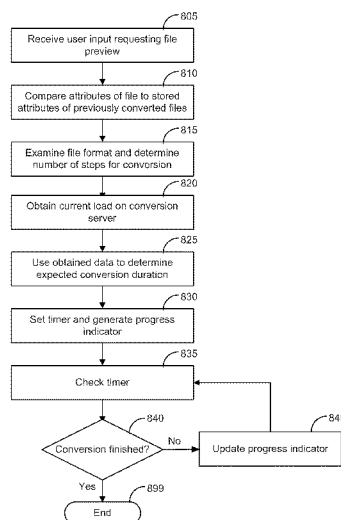 805
Receive user input requesting file
preview
810
Compare attributes of file to stored
attributes of previously converted files
815
Examine file format and determine
number of steps for conversion
820
Obtain current load on conversion
server
825
Use obtained data to determine
expected conversion duration
830
Set timer and generate progress
indicator
835
Check timer
840
Conversion finished?
No
Update progress indicator
Yes
899
End